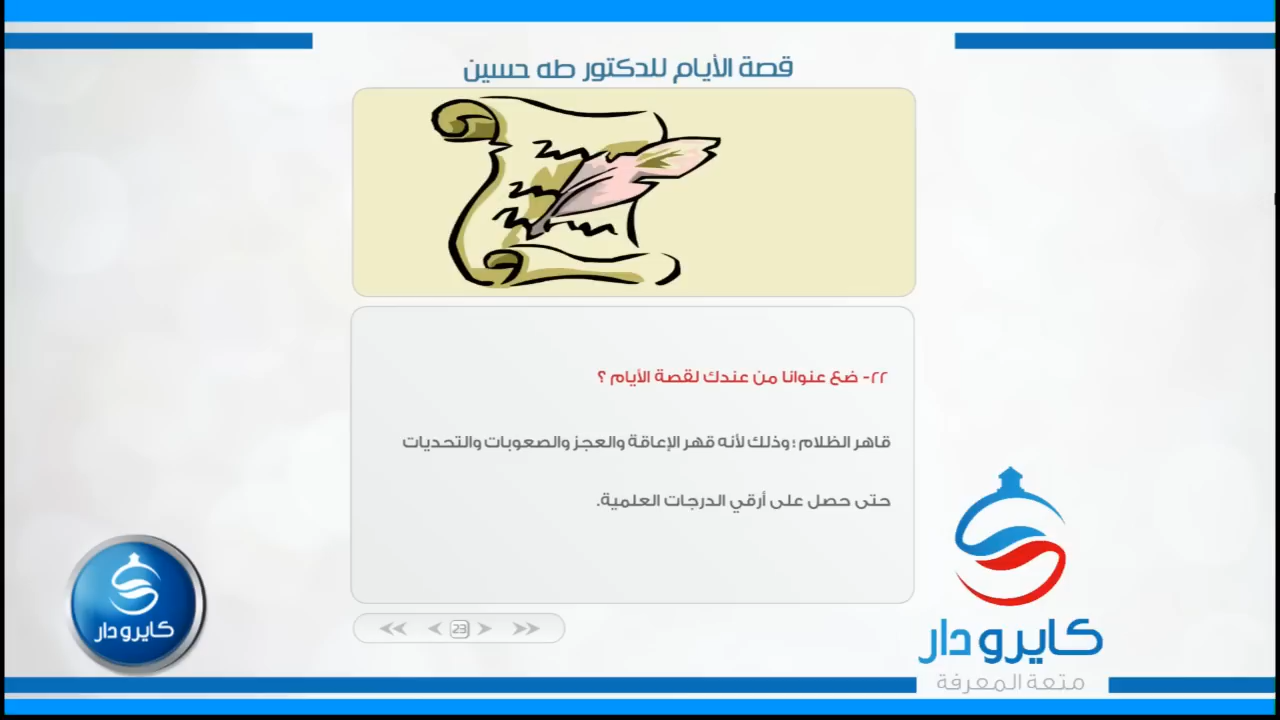 قصة الأيام للدكتور طه حسين
٢٢- ضع عنوانا من عندك لقصة الأيام ؟
قاهر الظلام ؛ وذلك لأنه قهر الإعاقة والعجز والصعوبات والتحديات
حتى حصل على أرقي الدرجات العلمية.
23
كايرو دار
كايرو دار
متعة المعرفة